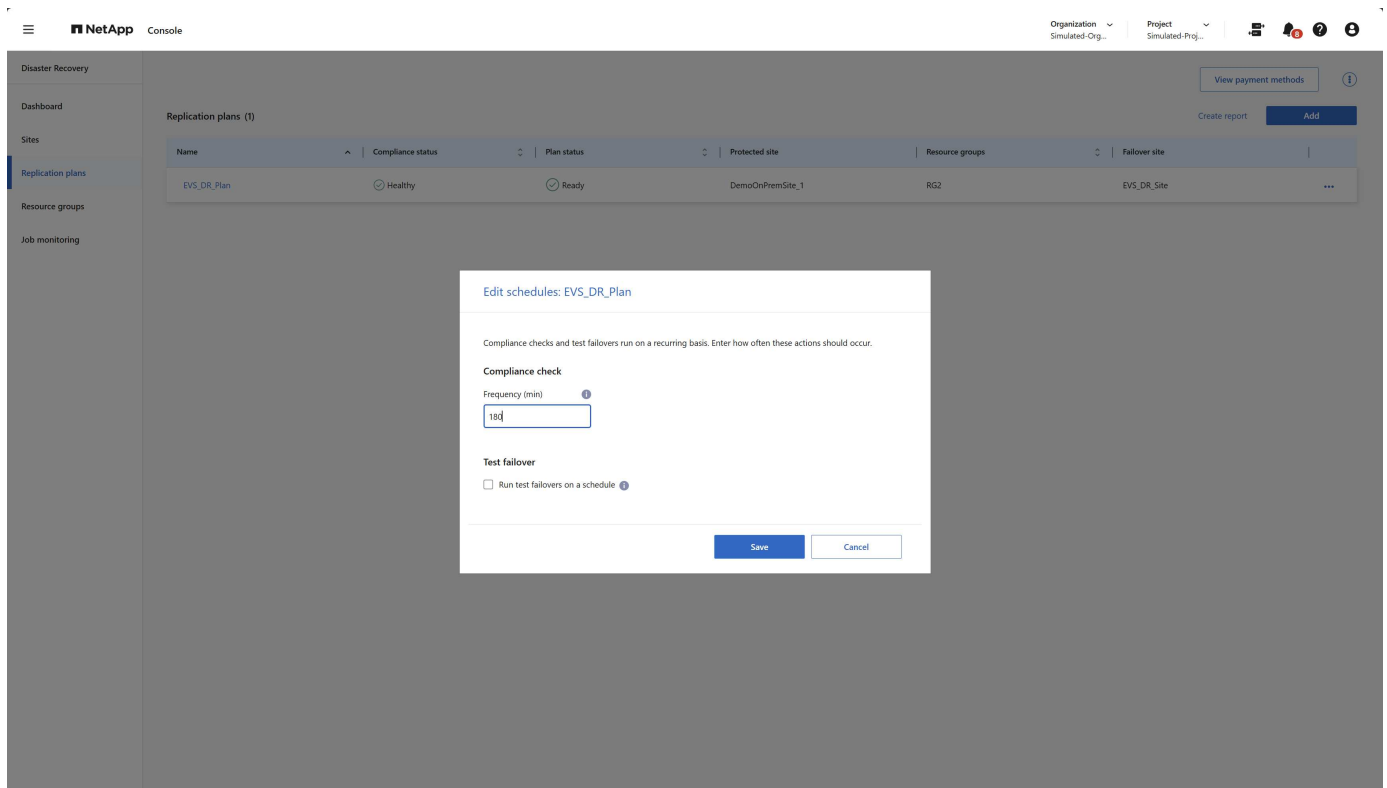 NetApp Console
Organization
Simulated-Org...
Project
Simulated-Proj...
8
Disaster Recovery
Dashboard
Sites
Replication plans
Resource groups
Job monitoring
View payment methods
Replication plans (1)
Create report
Add
Name Compliance status Plan status Protected site Resource groups Failover site
EVS_DR_Plan Healthy Ready DemoOnPremSite_1 RG2 EVS_DR_Site
Edit schedules: EVS_DR_Plan
Compliance checks and test failovers run on a recurring basis. Enter how often these actions should occur.
Compliance check
Frequency (min)
180
Test failover
Run test failovers on a schedule
Save Cancel